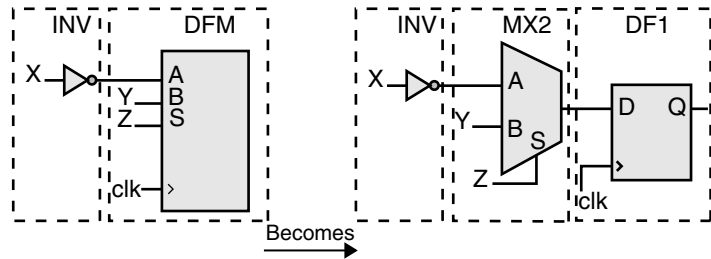 INV DFM
X
A
Y B
Z S
clk
Becomes
INV MX2 DF1
X A
Y B
S
Z
D Q
clk